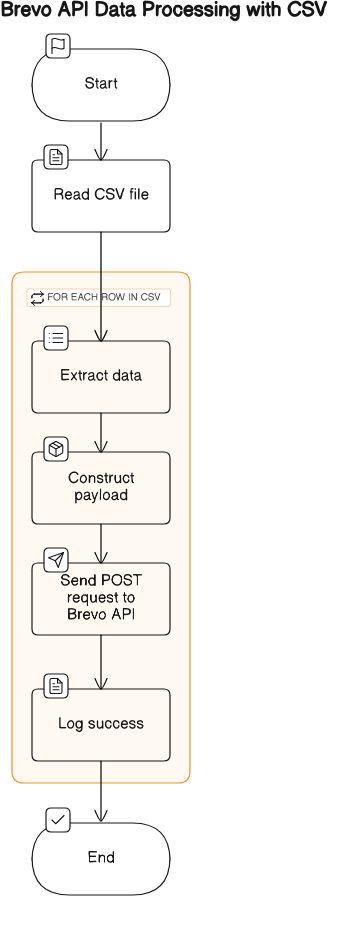 Brevo API Data Processing with CSV
Start
Read CSV file
FOR EACH ROW IN CSV
Extract data
Construct
payload
Send POST
request to
Brevo API
Log success
End